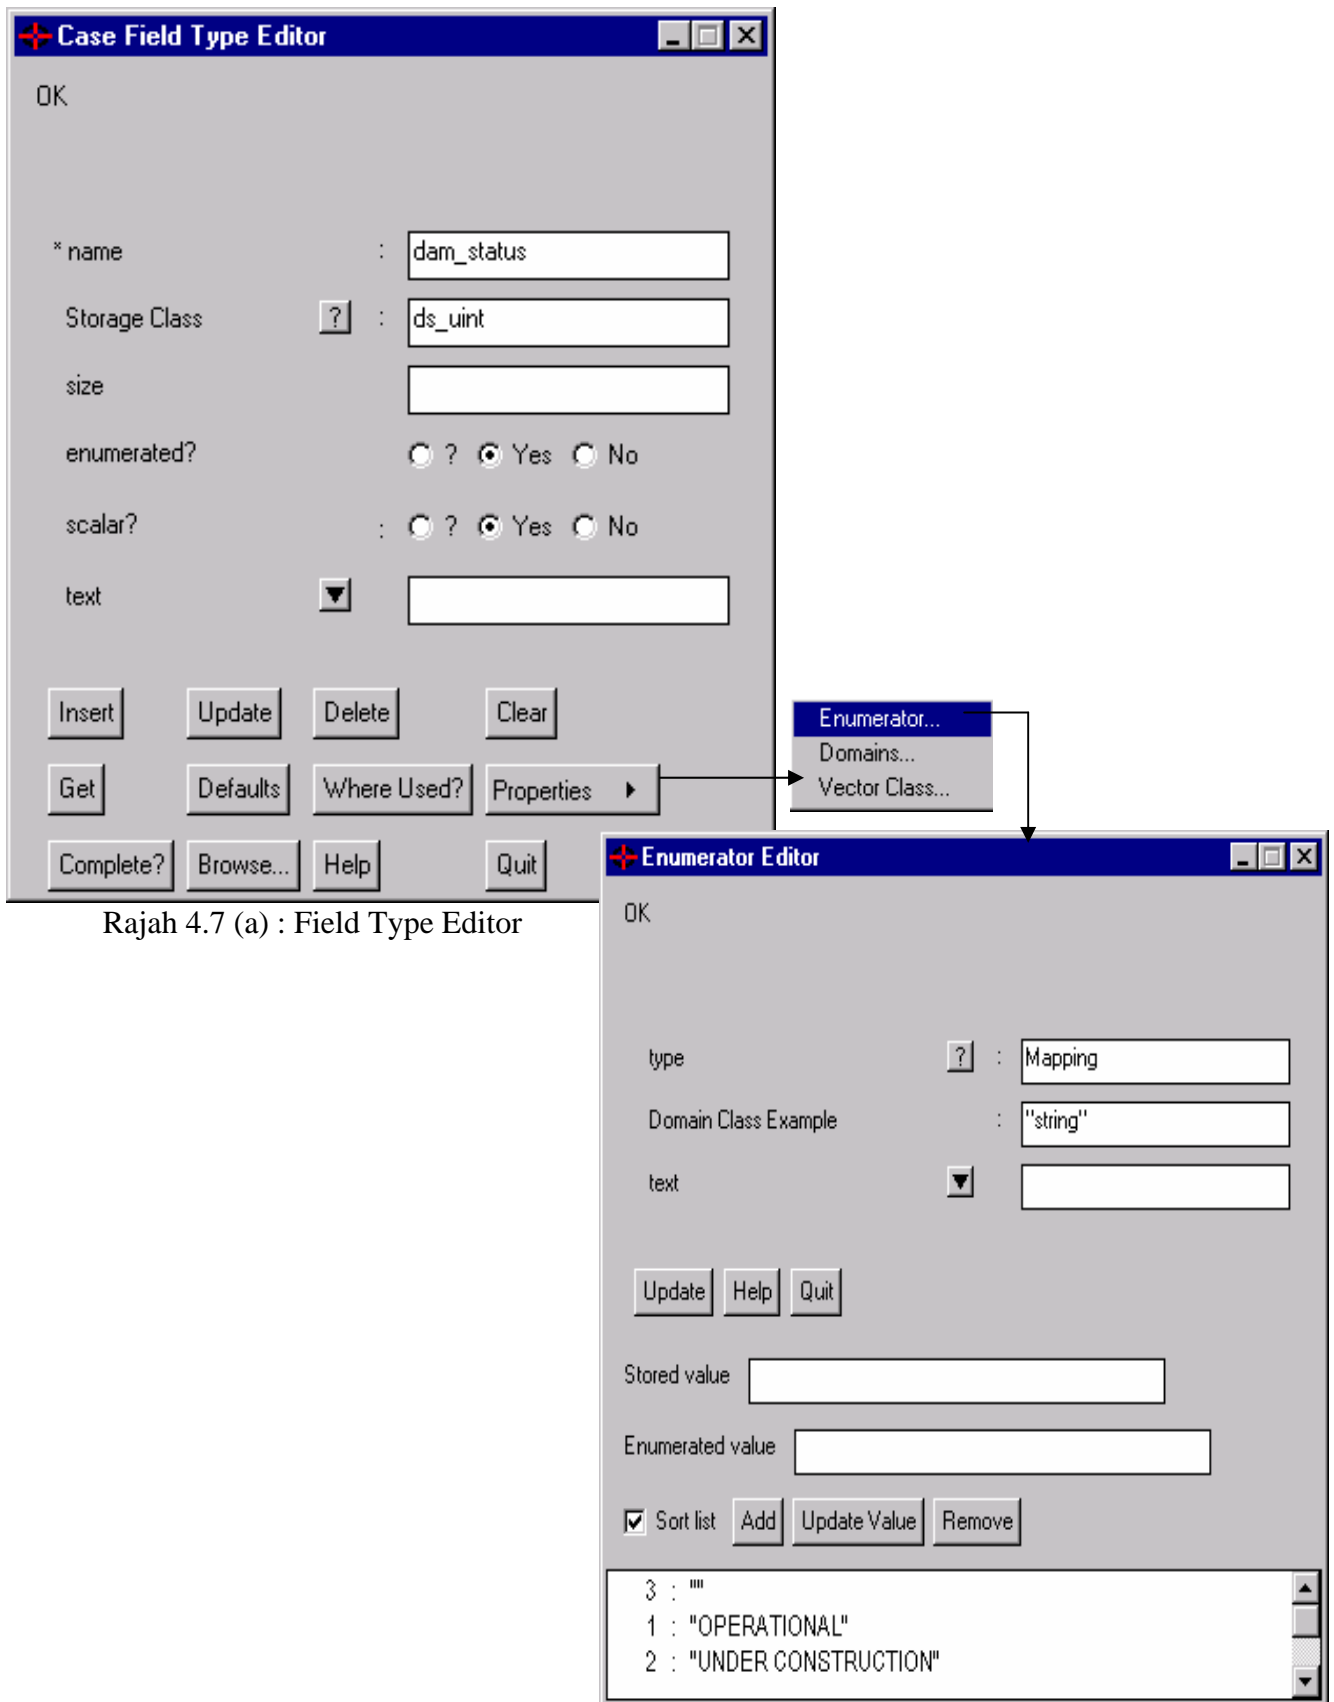 Case Field Type Editor
OK
* name : dam_status
Storage Class ? : ds_uint
size
enumerated? ? Yes No
scalar? : ? Yes No
text
Insert Update Delete Clear
Get Defaults Where Used? Properties
Complete? Browse... Help Quit
Enumerator...
Domains...
Vector Class...
Rajah 4.7 (a) : Field Type Editor
Enumerator Editor
OK
type ? : Mapping
Domain Class Example : "string"
text
Update Help Quit
Stored value
Enumerated value
Sort list Add Update Value Remove
3 : ""
1 : "OPERATIONAL"
2 : "UNDER CONSTRUCTION"